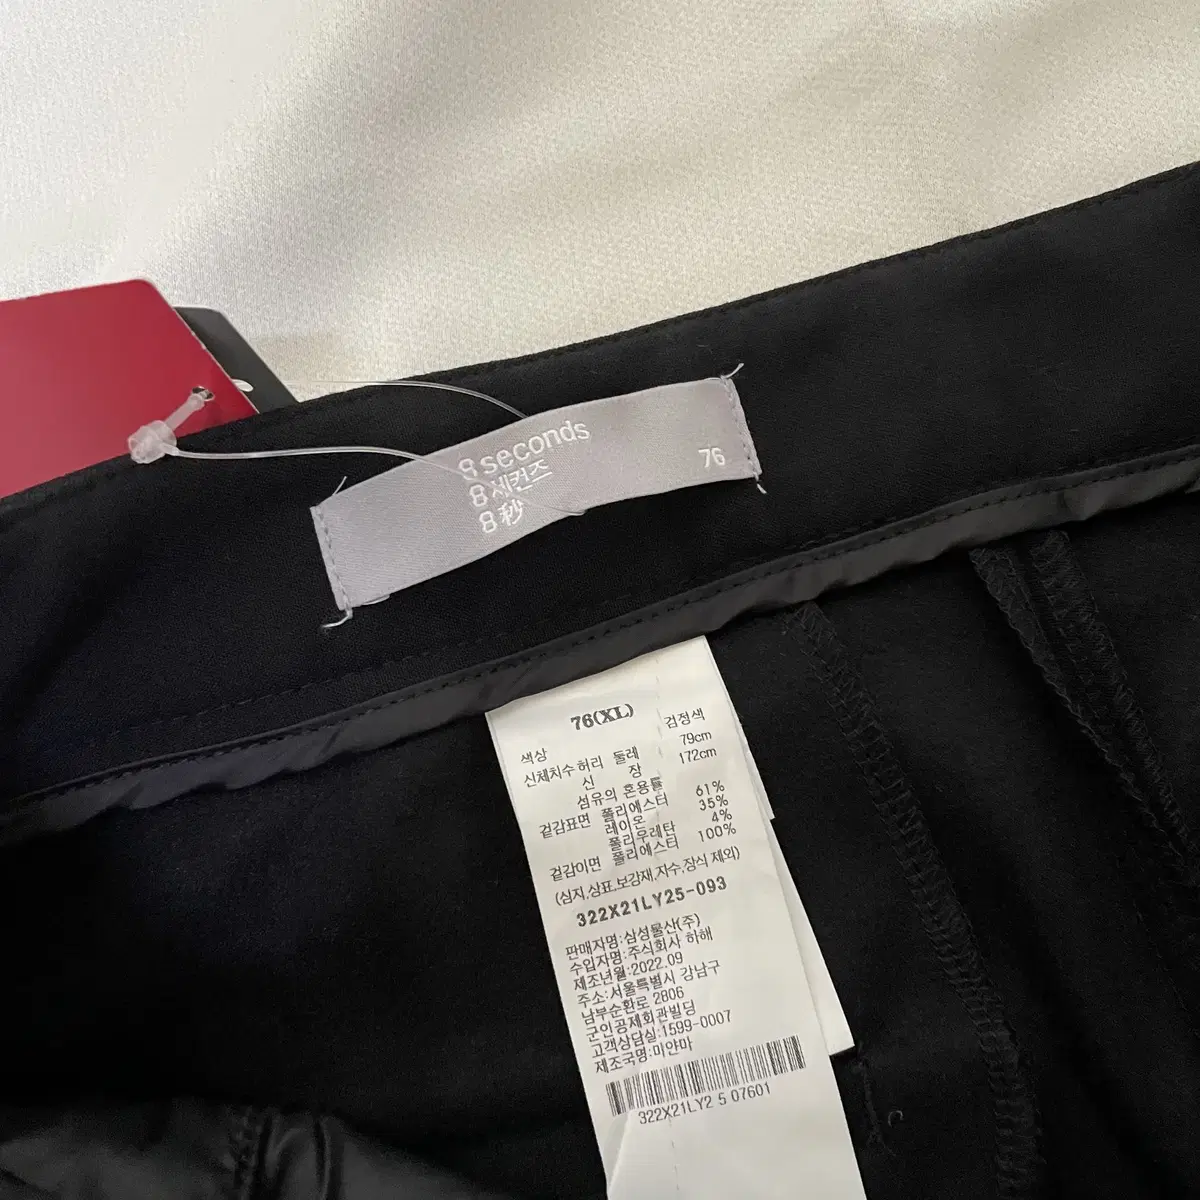 8 seconds
8세컨즈
8秒
76
76(XL)
색상 검정색
신체치수 허리 둘레 79cm
신 장 172cm
섬유의 혼용률
겉감표면 폴리에스터 61%
레이온 35%
폴리우레탄 4%
겉감이면 폴리에스터 100%
(심지,상표,보강재,자수,장식 제외)
322X21LY25-093
판매자명:삼성물산(주)
수입자명:주식회사 하해
제조년월:2022.09
주소:서울특별시 강남구
남부순환로 2806
군인공제회관빌딩
고객상담실:1599-0007
제조국명:미얀마
322X21LY2 5 07601